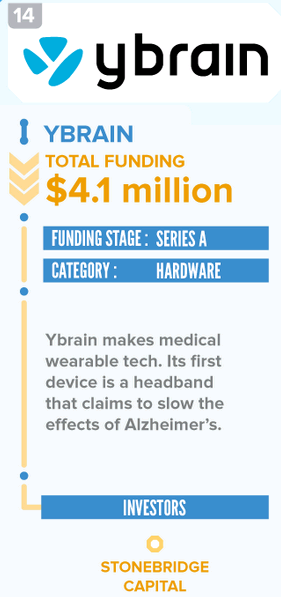 14
ybrain
YBRAIN
TOTAL FUNDING
$4.1 million
FUNDING STAGE : SERIES A
CATEGORY : HARDWARE
Ybrain makes medical
wearable tech. Its first
device is a headband
that claims to slow the
effects of Alzheimer's.
INVESTORS
STONEBRIDGE
CAPITAL